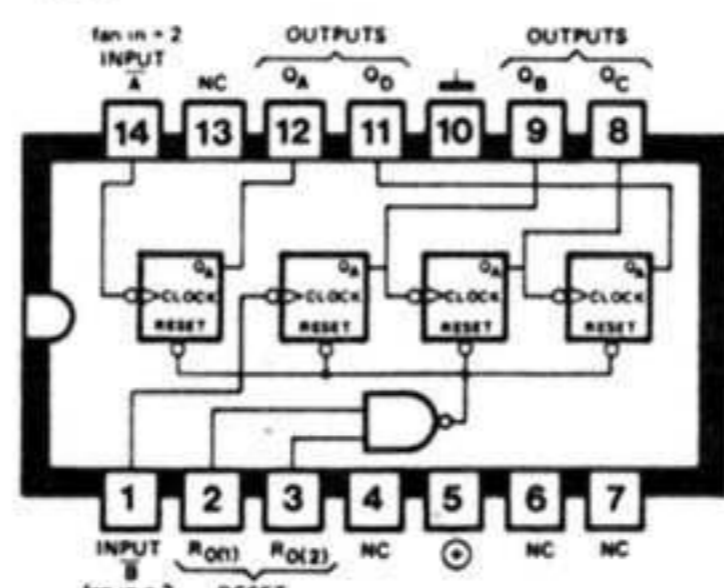 fan in = 2
INPUT
A
NC
OUTPUTS
QA QD
OUTPUTS
QB QC
14 13 12 11 10 9 8
QA QA QA QA
CLOCK CLOCK CLOCK CLOCK
RESET RESET RESET RESET
1 2 3 4 5 6 7
INPUT
B
RO(1) RO(2) NC + NC NC